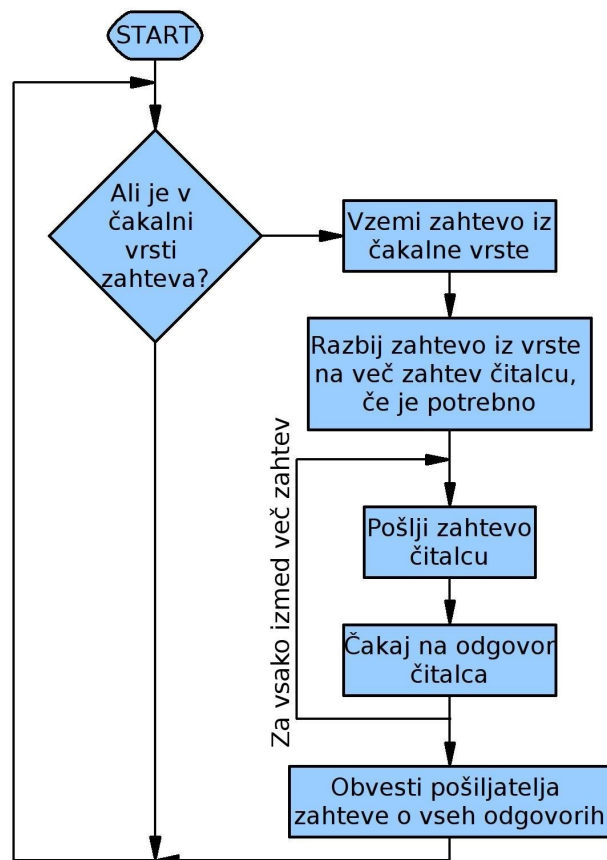 START
Ali je v
čakalni
vrsti
zahteva?
Vzemi zahtevo iz
čakalne vrste
Razbij zahtevo iz vrste
na več zahtev čitalcu,
če je potrebno
Za vsako izmed več zahtev
Pošlji zahtevo
čitalcu
Čakaj na odgovor
čitalca
Obvesti pošiljatelja
zahteve o vseh odgovorih